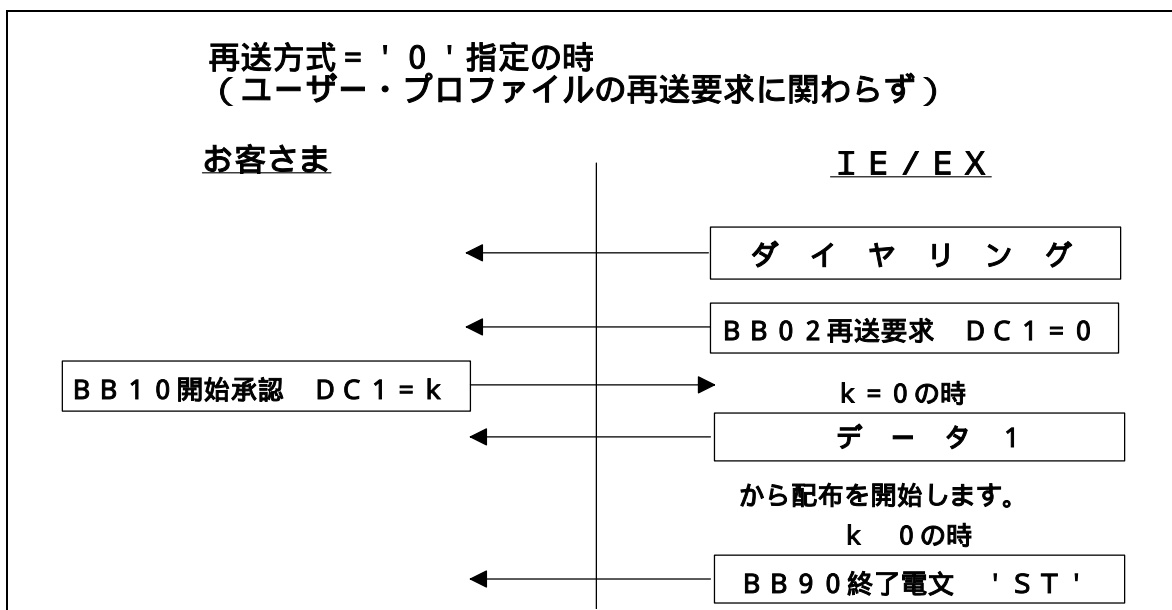 再送方式＝＇０＇指定の時
（ユーザー・プロファイルの再送要求に関わらず）
お客さま
ＩＥ／ＥＸ
ダイヤリング
ＢＢ０２再送要求　ＤＣ１＝０
ＢＢ１０開始承認　ＤＣ１＝ｋ
ｋ＝０の時
データ１
から配布を開始します。
ｋ　０の時
ＢＢ９０終了電文　＇ＳＴ＇